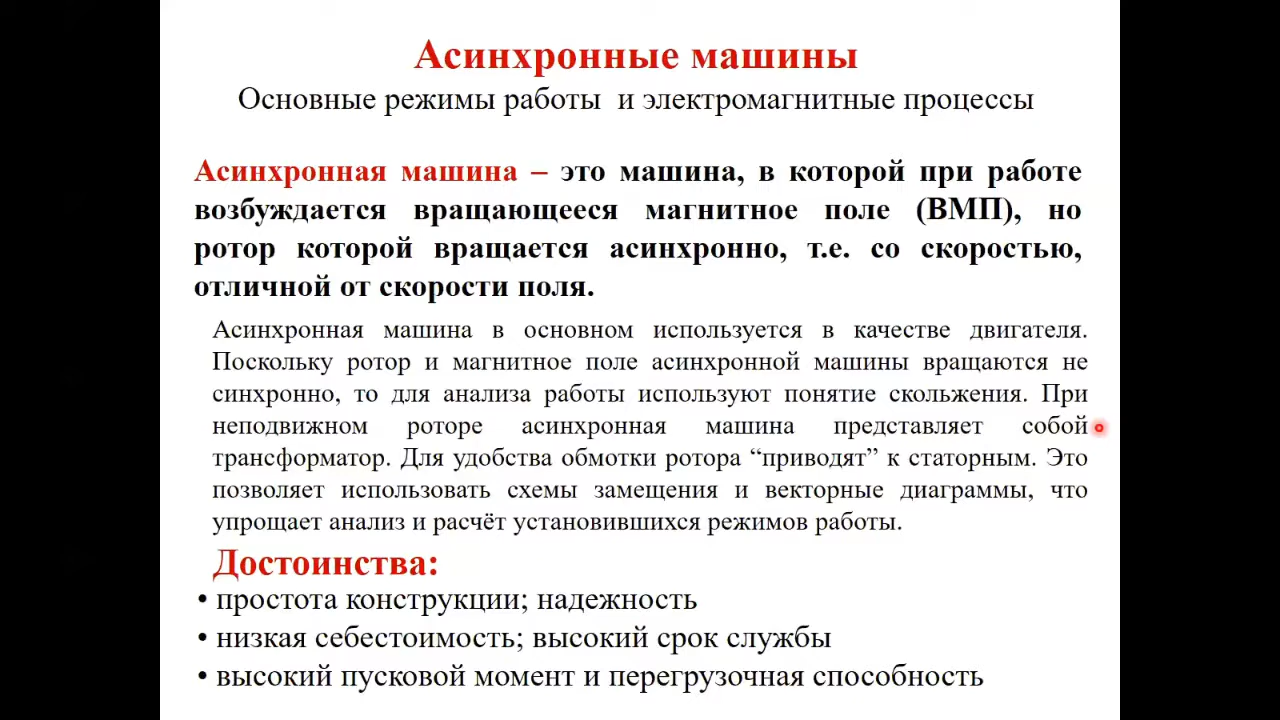 Асинхронные машины
Основные режимы работы и электромагнитные процессы
Асинхронная машина – это машина, в которой при работе
возбуждается вращающееся магнитное поле (ВМП), но
ротор которой вращается асинхронно, т.е. со скоростью,
отличной от скорости поля.
Асинхронная машина в основном используется в качестве двигателя.
Поскольку ротор и магнитное поле асинхронной машины вращаются не
синхронно, то для анализа работы используют понятие скольжения. При
неподвижном роторе асинхронная машина представляет собой
трансформатор. Для удобства обмотки ротора “приводят” к статорным. Это
позволяет использовать схемы замещения и векторные диаграммы, что
упрощает анализ и расчёт установившихся режимов работы.
Достоинства:
• простота конструкции; надежность
• низкая себестоимость; высокий срок службы
• высокий пусковой момент и перегрузочная способность